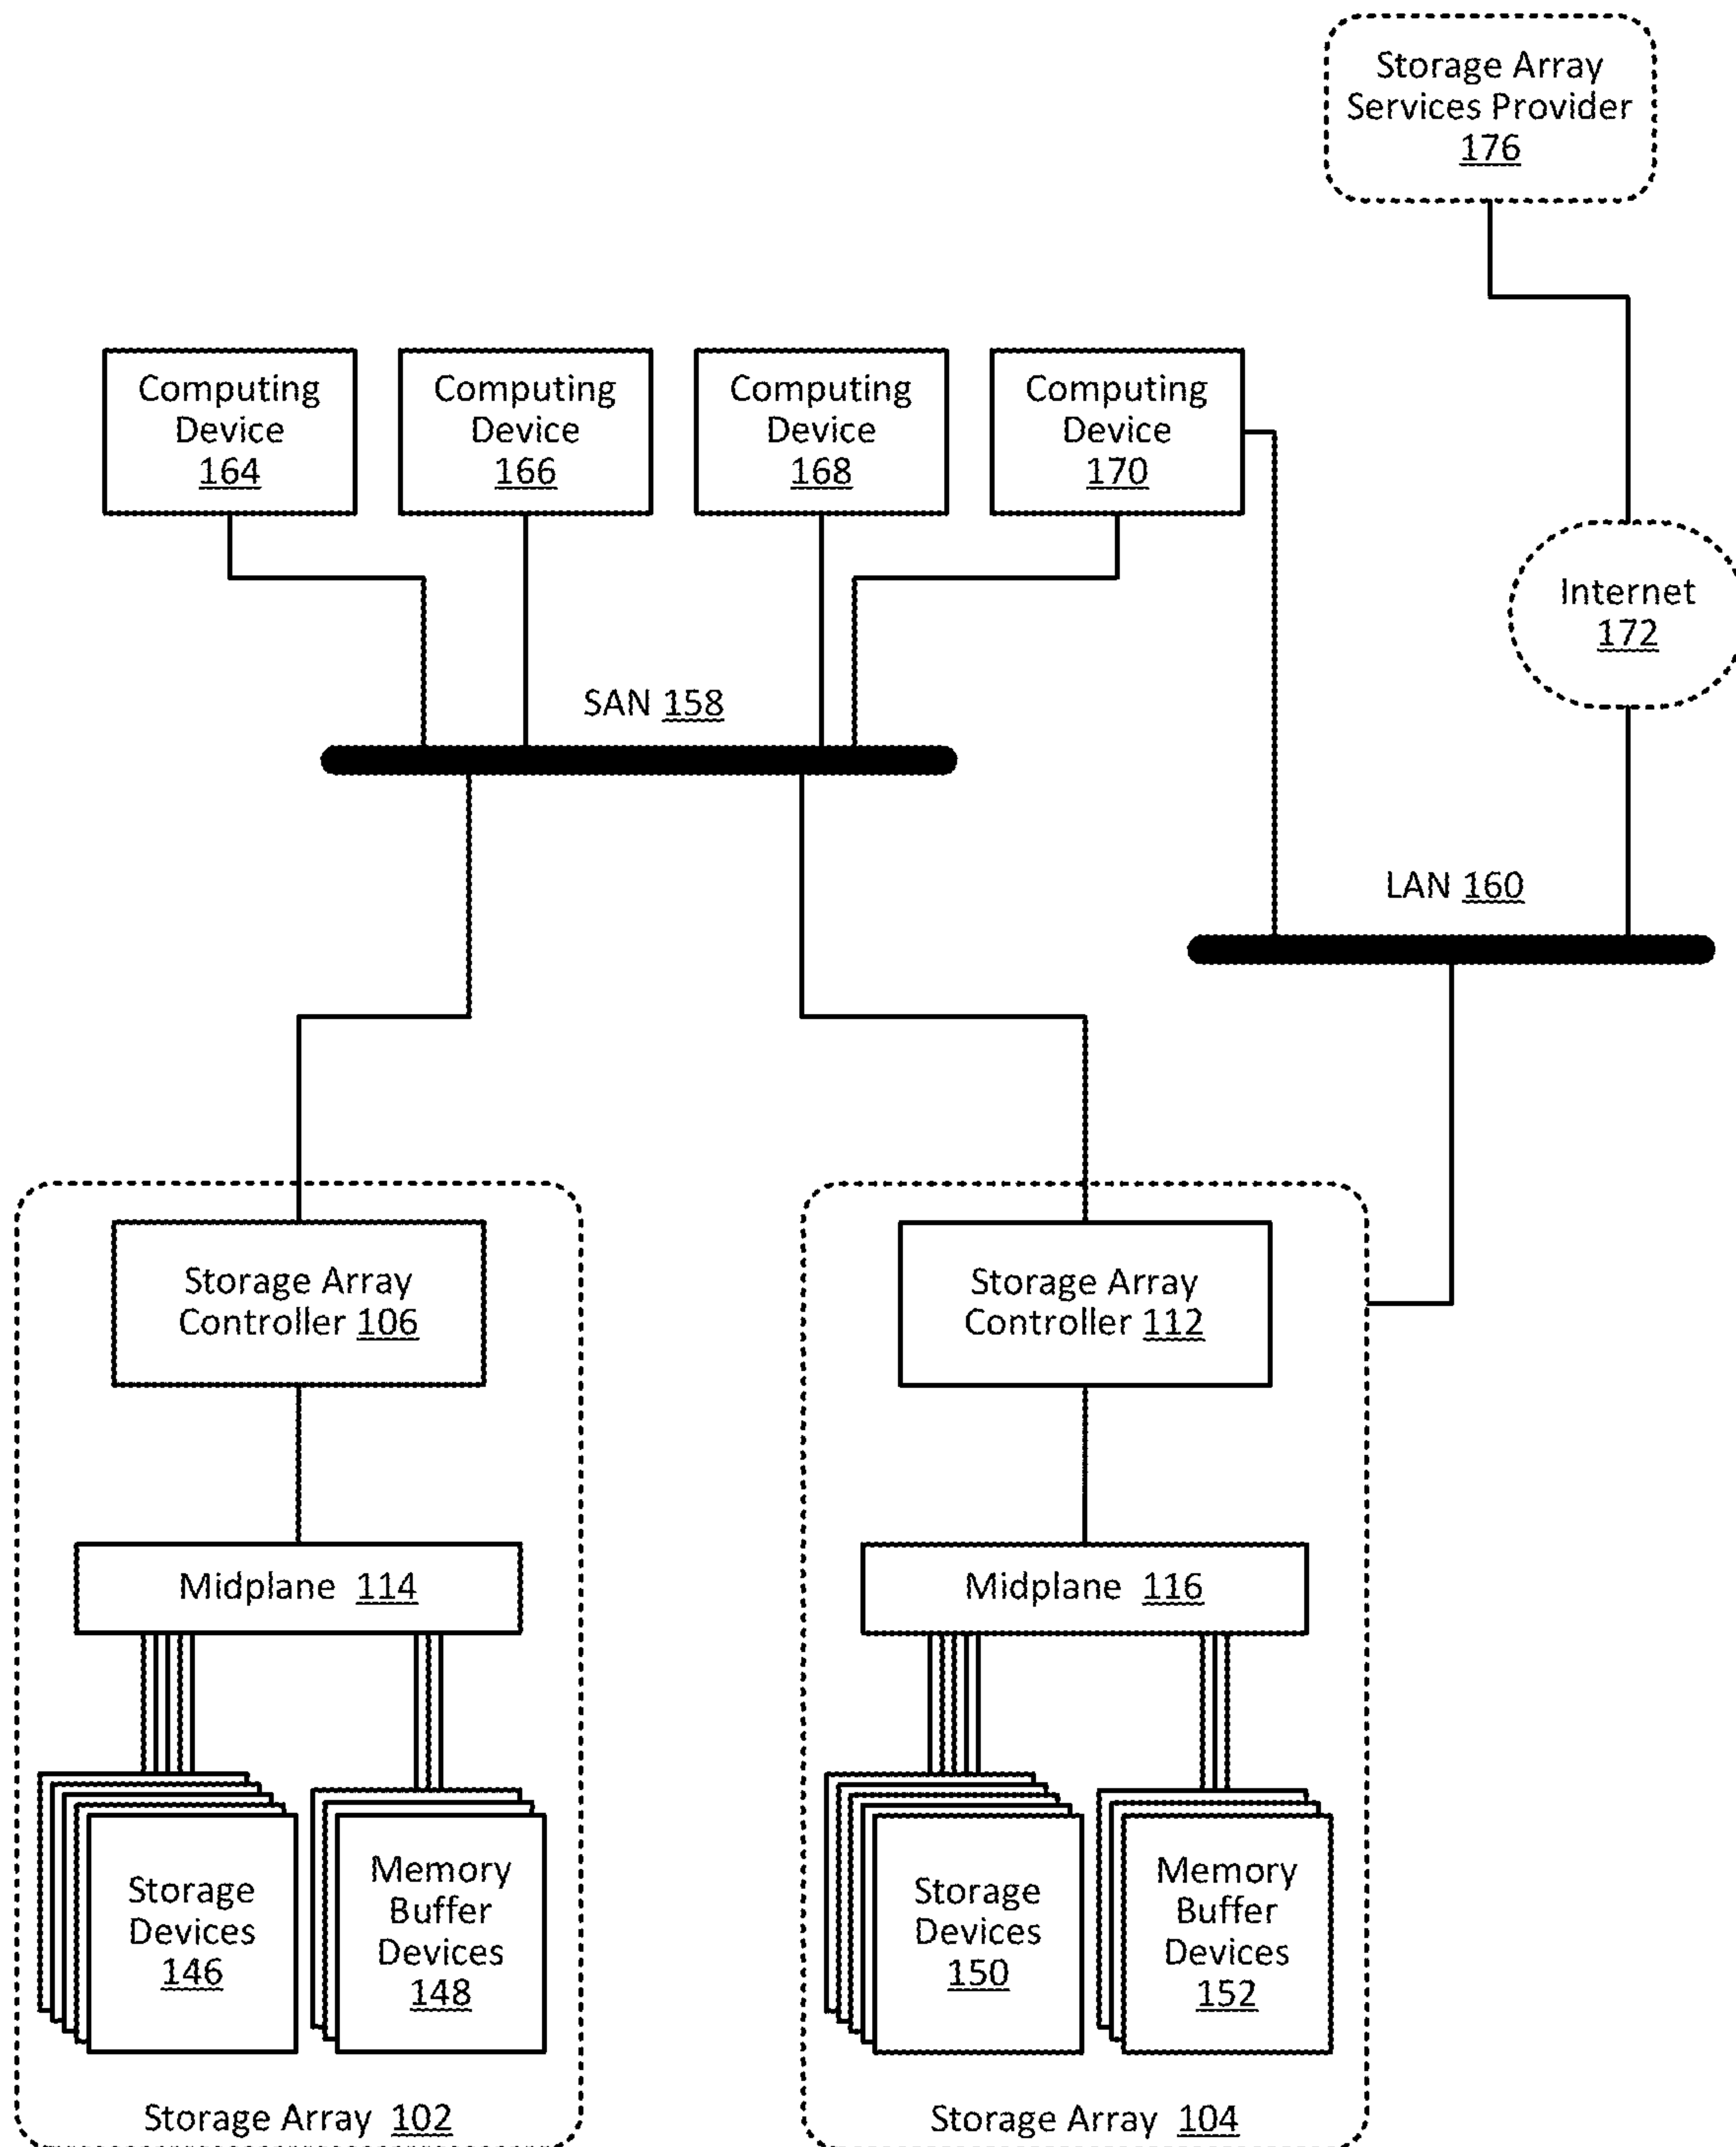 Storage Array
Services Provider
176
Computing
Device
164
Computing
Device
166
Computing
Device
168
Computing
Device
170
Internet
172
SAN 158
LAN 160
Storage Array
Controller 106
Storage Array
Controller 112
Midplane 114
Midplane 116
Storage
Devices
146
Memory
Buffer
Devices
148
Storage
Devices
150
Memory
Buffer
Devices
152
Storage Array 102
Storage Array 104